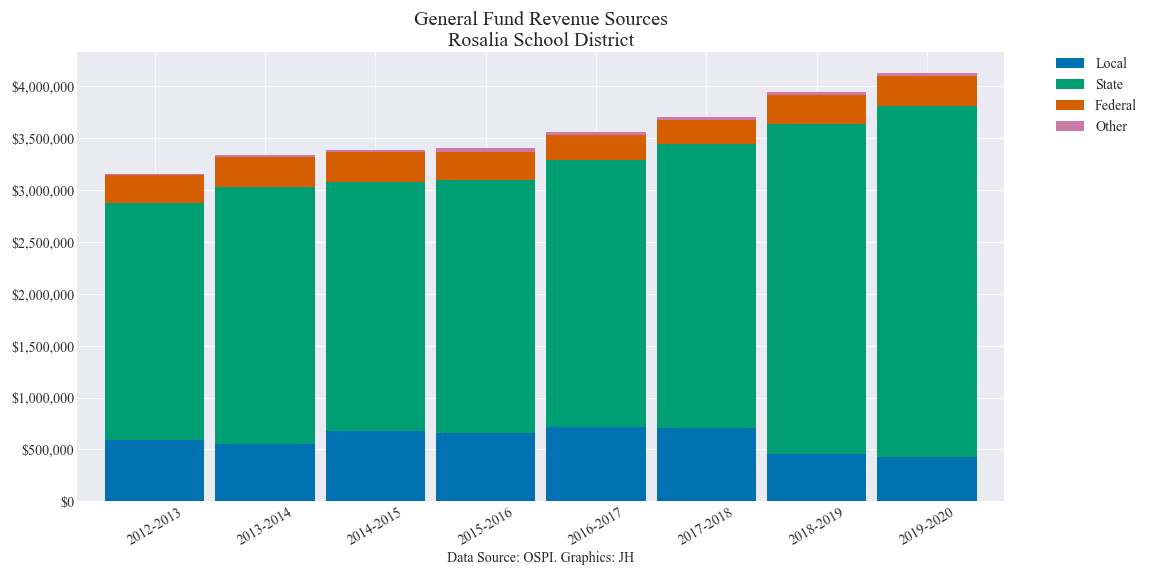 General Fund Revenue Sources
Rosalia School District
Local
State
Federal
Other
$4,000,000
$3,500,000
$3,000,000
$2,500,000
$2,000,000
$1,500,000
$1,000,000
$500,000
$0
2012-2013
2013-2014
2014-2015
2015-2016
2016-2017
2017-2018
2018-2019
2019-2020
Data Source: OSPI. Graphics: JH